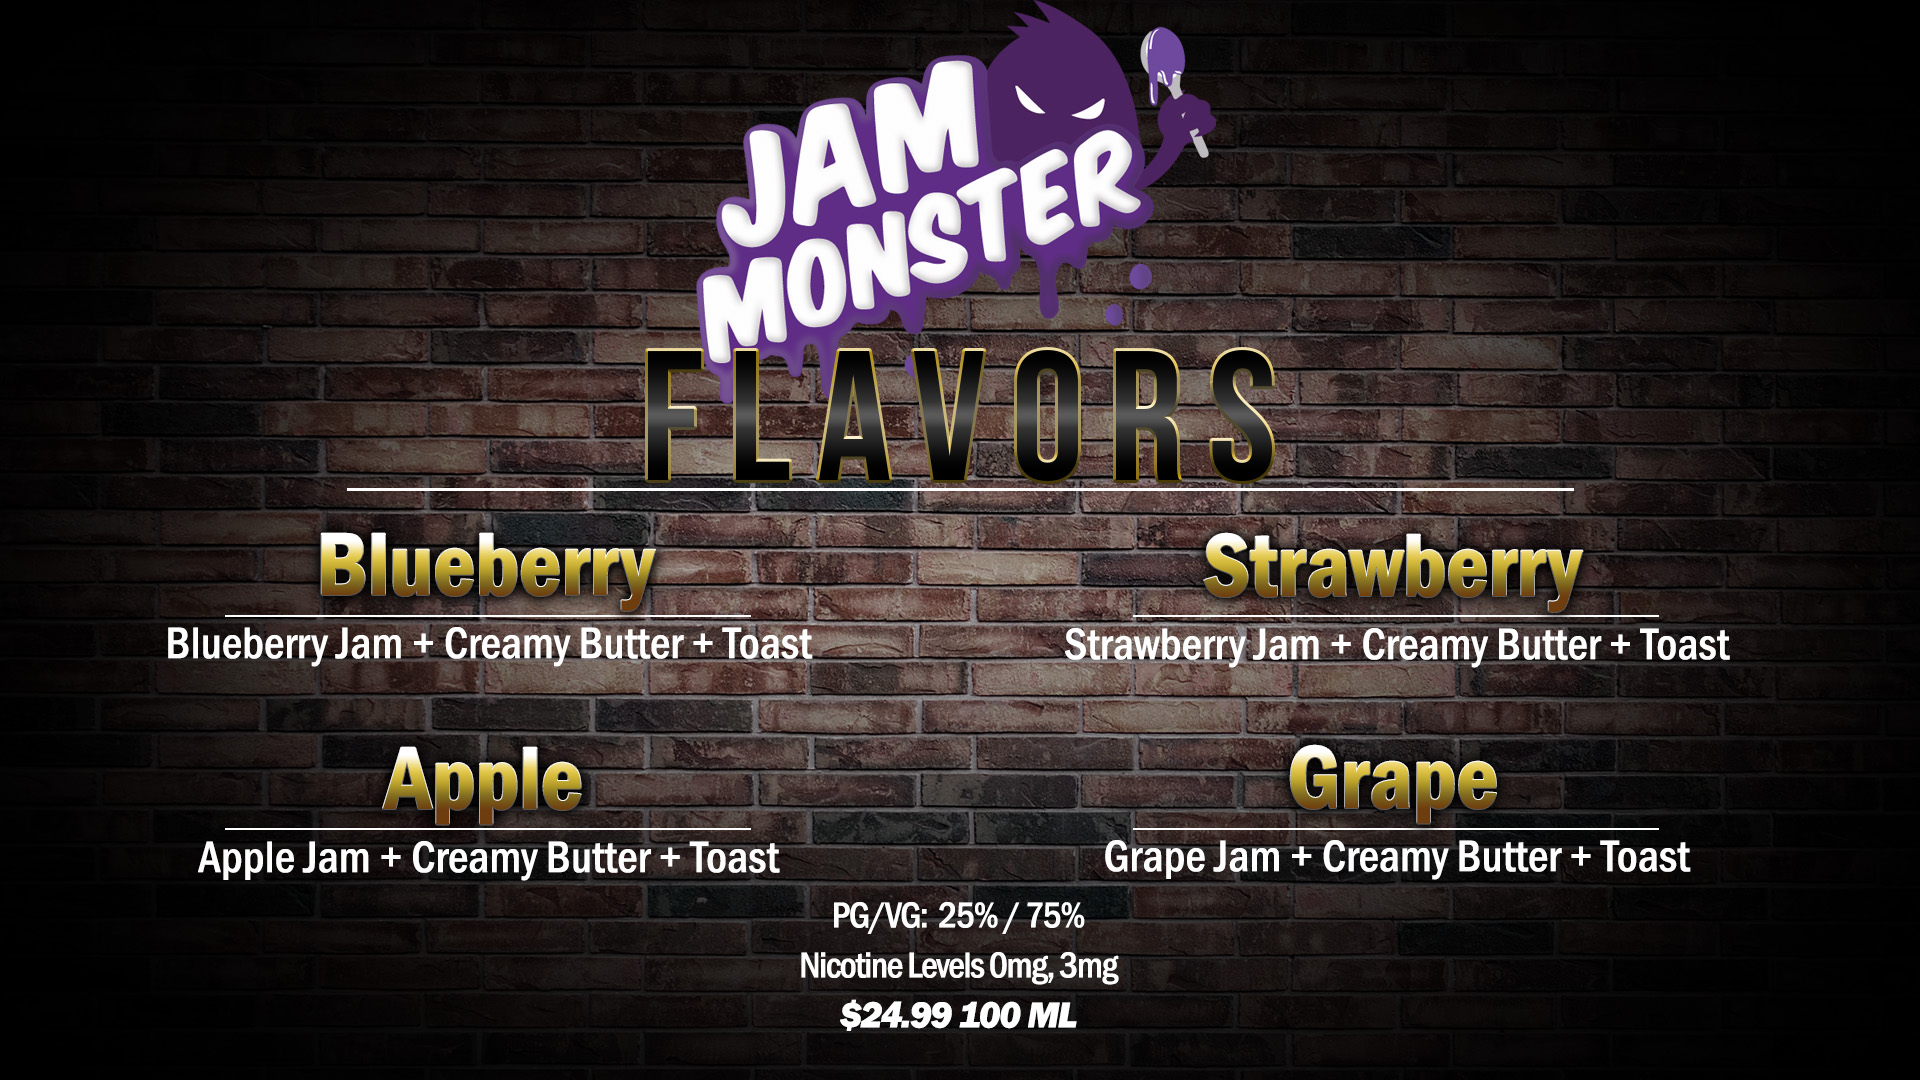 JAM
MONSTER
FLAVORS
Blueberry
Blueberry Jam + Creamy Butter + Toast
Strawberry
Strawberry Jam + Creamy Butter + Toast
Apple
Apple Jam + Creamy Butter + Toast
Grape
Grape Jam + Creamy Butter + Toast
PG/VG: 25% / 75%
Nicotine Levels 0mg, 3mg
$24.99 100 ML